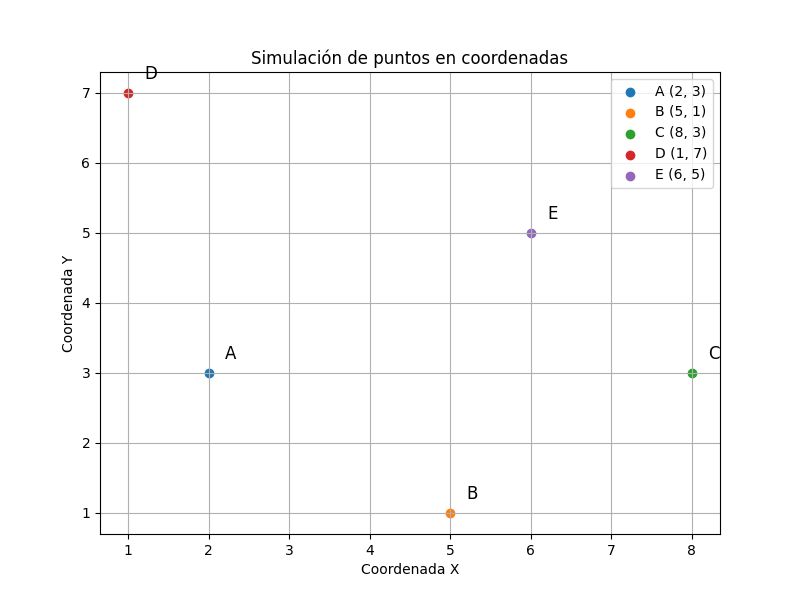 Simulación de puntos en coordenadas
D
A (2, 3)
B (5, 1)
C (8, 3)
D (1, 7)
E (6, 5)
E
A
C
B
7
6
5
4
3
2
1
Coordenada Y
1 2 3 4 5 6 7 8
Coordenada X